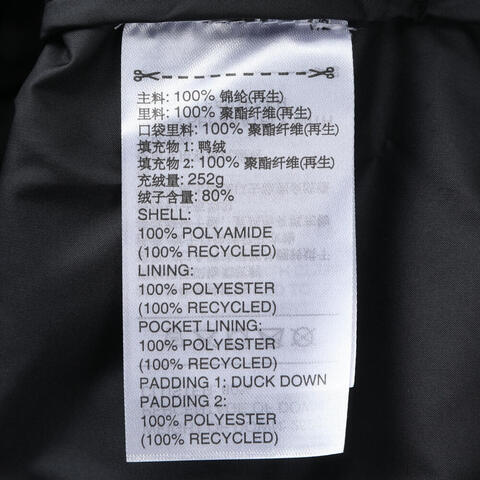 主料: 100% 锦纶(再生)
里料: 100% 聚酯纤维(再生)
口袋里料: 100% 聚酯纤维(再生)
填充物 1: 鸭绒
填充物 2: 100% 聚酯纤维(再生)
充绒量: 252g
绒子含量: 80%
SHELL:
100% POLYAMIDE
(100% RECYCLED)
LINING:
100% POLYESTER
(100% RECYCLED)
POCKET LINING:
100% POLYESTER
(100% RECYCLED)
PADDING 1: DUCK DOWN
PADDING 2:
100% POLYESTER
(100% RECYCLED)